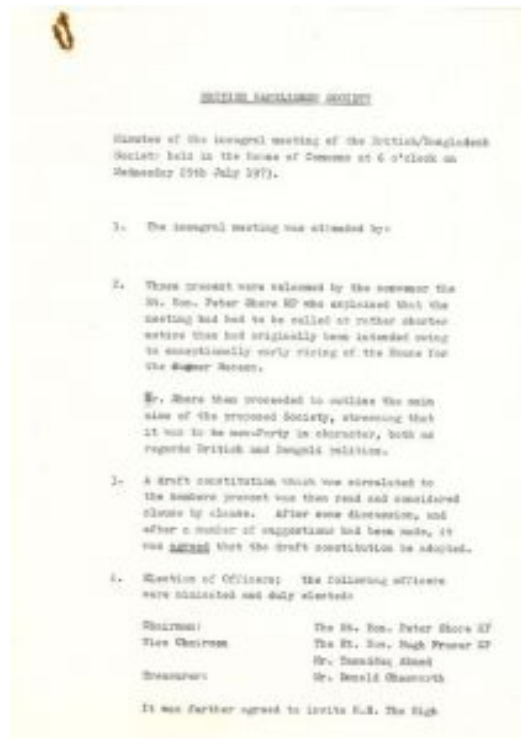 BRITISH BANGLADESH SOCIETY
Minutes of the inaugral meeting of the British/Bangladesh
Society held in the House of Commons at 6 o'clock on
Wednesday 25th July 1973.
1. The inaugral meeting was attended by:
2. Those present were welcomed by the convenor the
Rt. Hon. Peter Shore MP who explained that the
meeting had had to be called at rather shorter
notice than had originally been intended owing
to exceptionally early rising of the House for
the Summer Recess.
Mr. Shore then proceeded to outline the main
aims of the proposed Society, stressing that
it was to be non-Party in character, both as
regards British and Bengali politics.
3. A draft constitution which was circulated to
the members present was then read and considered
clause by clause. After some discussion, and
after a number of suggestions had been made, it
was agreed that the draft constitution be adopted.
4. Election of Officers: the following officers
were nominated and duly elected:
Chairman: The Rt. Hon. Peter Shore MP
Vice Chairman The Rt. Hon. Hugh Fraser MP
Mr. Ahmed
Treasurer: Mr. Donald Chesworth
It was further agreed to invite H.E. The High